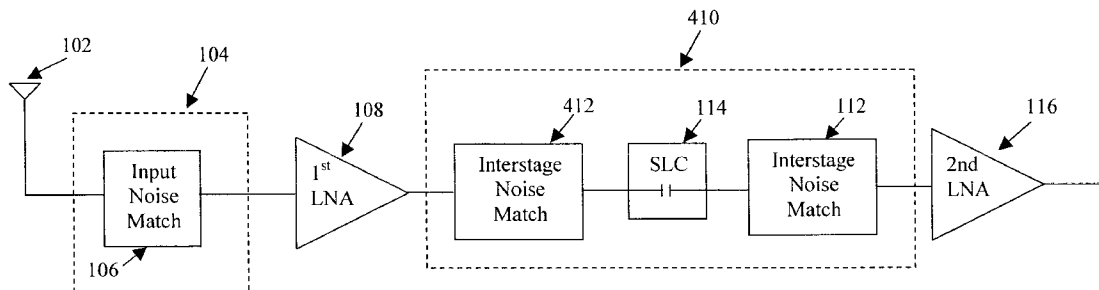 410
102
104
108
412
114
112
116
Input
Noise
Match
1st
LNA
Interstage
Noise
Match
SLC
Interstage
Noise
Match
2nd
LNA
106